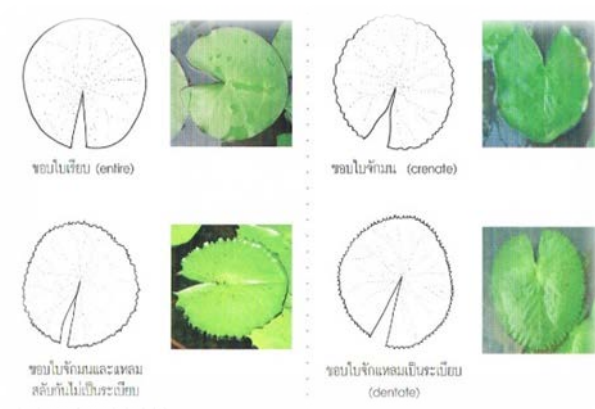 ขอบใบเรียบ (entire)
ขอบใบจักมน (crenate)
ขอบใบจักมนและแหลม
สลับกันไม่เป็นระเบียบ
ขอบใบจักแหลมเป็นระเบียบ
(dentate)